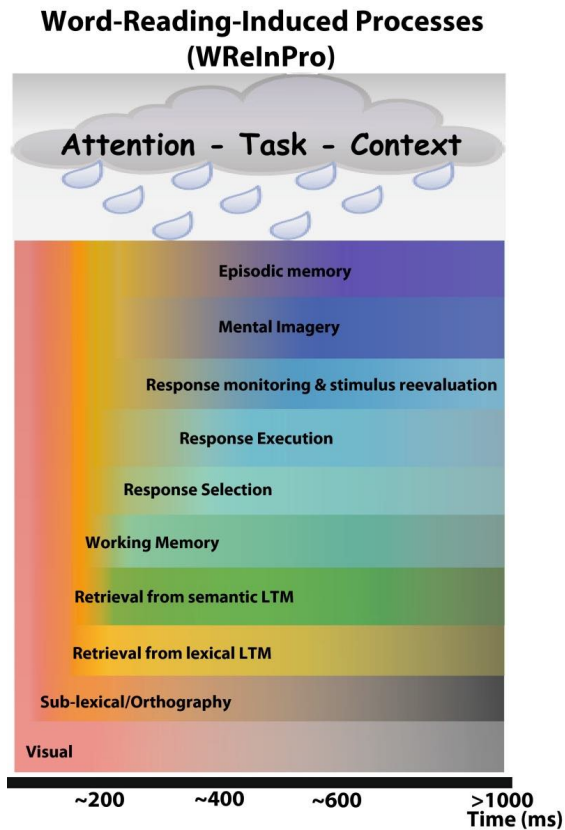 Word-Reading-Induced Processes
(WReInPro)
Attention - Task - Context
Episodic memory
Mental Imagery
Response monitoring & stimulus reevaluation
Response Execution
Response Selection
Working Memory
Retrieval from semantic LTM
Retrieval from lexical LTM
Sub-lexical/Orthography
Visual
~200 ~400 ~600 >1000
Time (ms)